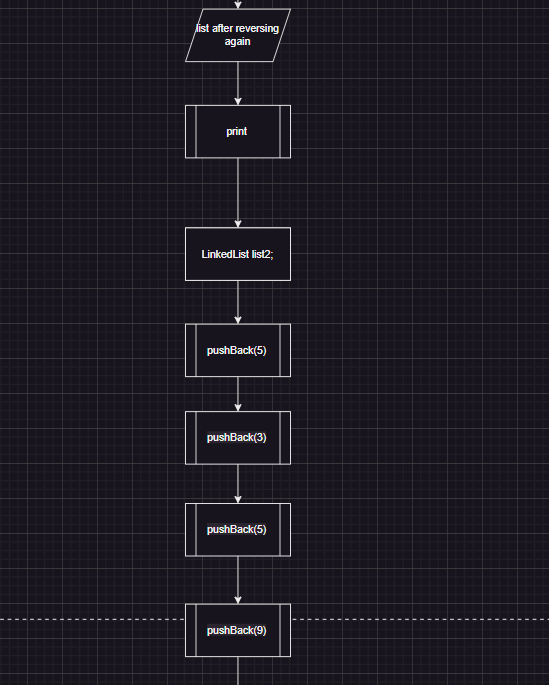 list after reversing
again
print
LinkedList list2;
pushBack(5)
pushBack(3)
pushBack(5)
pushBack(9)